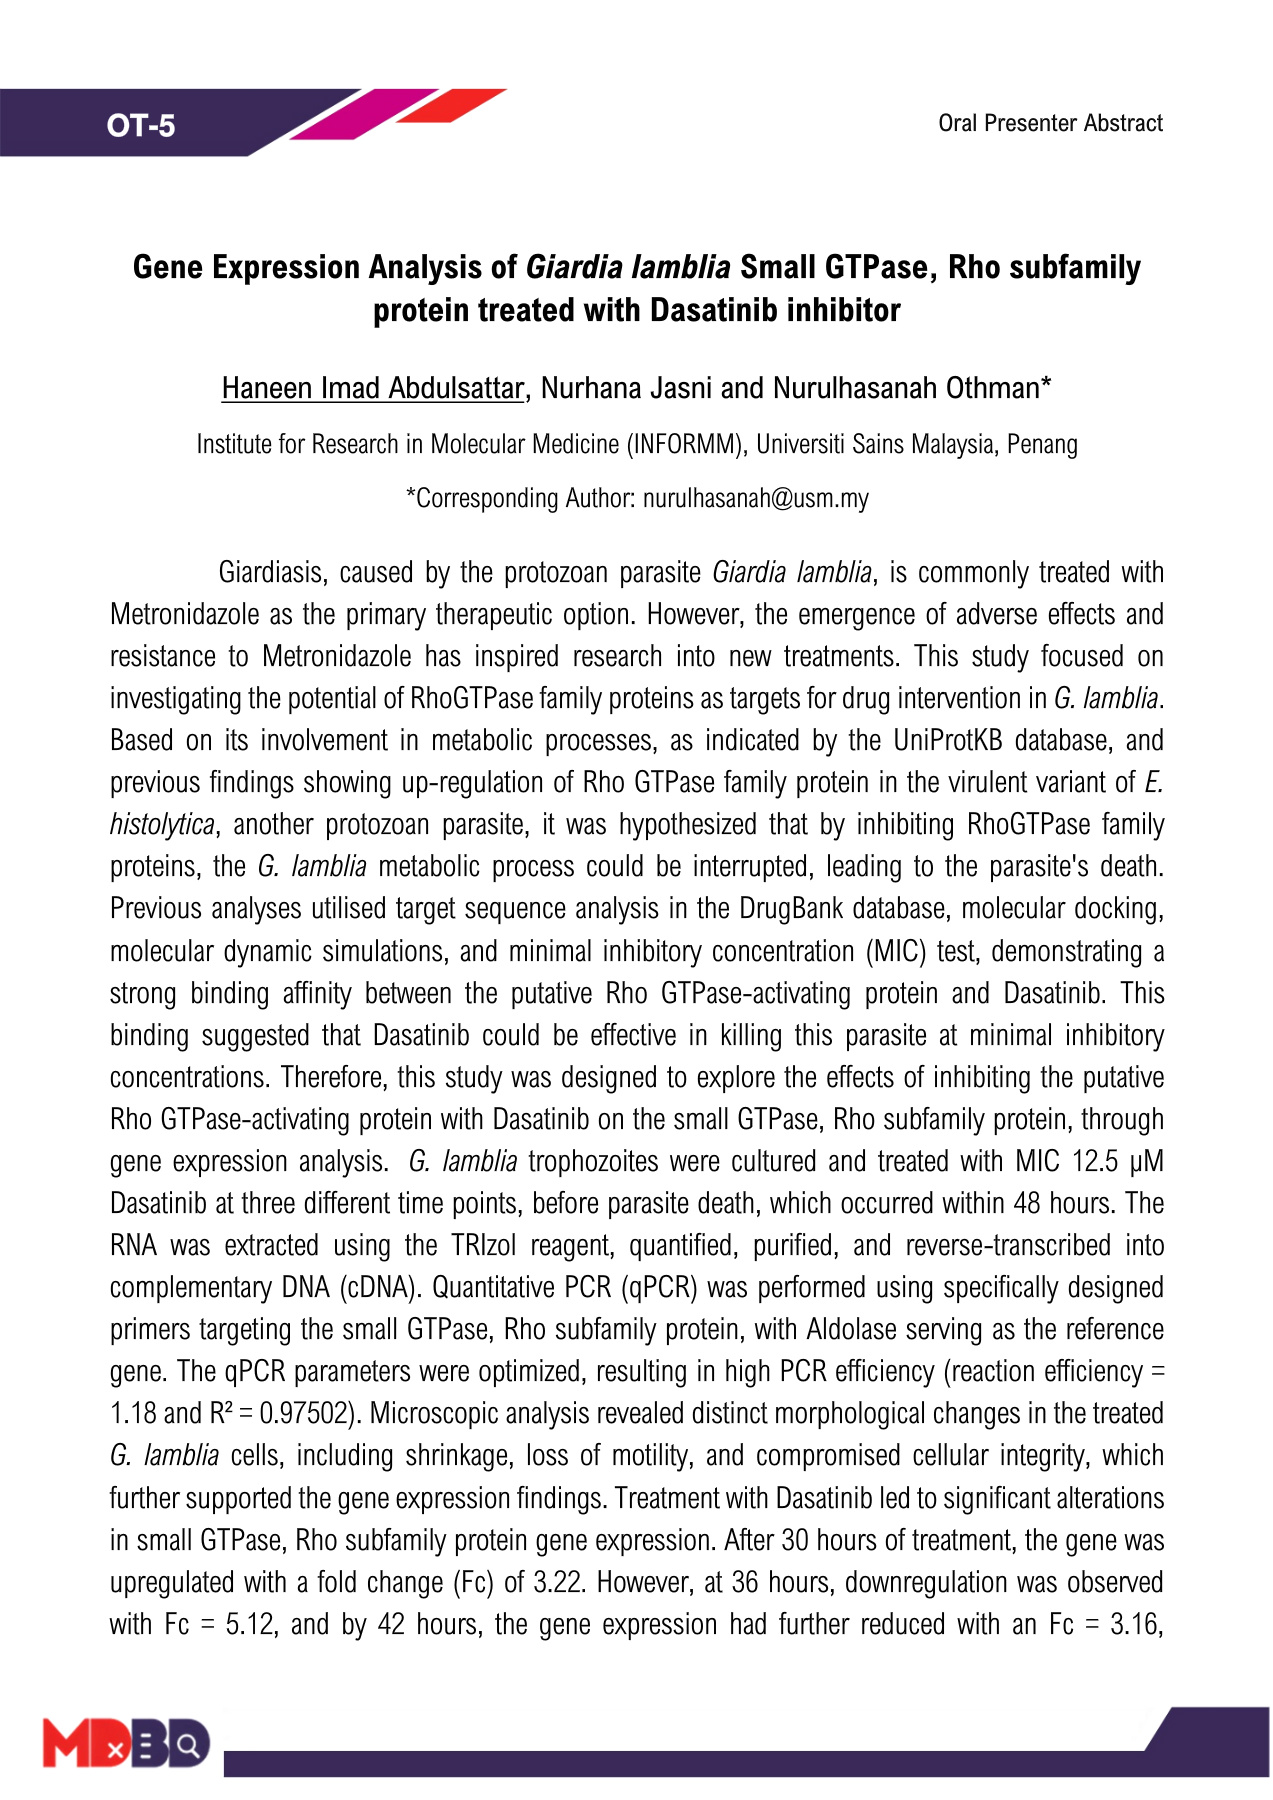 OT-5
Oral Presenter Abstract
Gene Expression Analysis of Giardia lamblia Small GTPase, Rho subfamily
protein treated with Dasatinib inhibitor
Haneen Imad Abdulsattar, Nurhana Jasni and Nurulhasanah Othman*
Institute for Research in Molecular Medicine (INFORMM), Universiti Sains Malaysia, Penang
*Corresponding Author: nurulhasanah@usm.my
Giardiasis, caused by the protozoan parasite Giardia lamblia, is commonly treated with
Metronidazole as the primary therapeutic option. However, the emergence of adverse effects and
resistance to Metronidazole has inspired research into new treatments. This study focused on
investigating the potential of RhoGTPase family proteins as targets for drug intervention in G. lamblia.
Based on its involvement in metabolic processes, as indicated by the UniProtKB database, and
previous findings showing up-regulation of Rho GTPase family protein in the virulent variant of E.
histolytica, another protozoan parasite, it was hypothesized that by inhibiting RhoGTPase family
proteins, the G. lamblia metabolic process could be interrupted, leading to the parasite's death.
Previous analyses utilised target sequence analysis in the DrugBank database, molecular docking,
molecular dynamic simulations, and minimal inhibitory concentration (MIC) test, demonstrating a
strong binding affinity between the putative Rho GTPase-activating protein and Dasatinib. This
binding suggested that Dasatinib could be effective in killing this parasite at minimal inhibitory
concentrations. Therefore, this study was designed to explore the effects of inhibiting the putative
Rho GTPase-activating protein with Dasatinib on the small GTPase, Rho subfamily protein, through
gene expression analysis. G. lamblia trophozoites were cultured and treated with MIC 12.5 µM
Dasatinib at three different time points, before parasite death, which occurred within 48 hours. The
RNA was extracted using the TRIzol reagent, quantified, purified, and reverse-transcribed into
complementary DNA (cDNA). Quantitative PCR (qPCR) was performed using specifically designed
primers targeting the small GTPase, Rho subfamily protein, with Aldolase serving as the reference
gene. The qPCR parameters were optimized, resulting in high PCR efficiency (reaction efficiency =
1.18 and R² = 0.97502). Microscopic analysis revealed distinct morphological changes in the treated
G. lamblia cells, including shrinkage, loss of motility, and compromised cellular integrity, which
further supported the gene expression findings. Treatment with Dasatinib led to significant alterations
in small GTPase, Rho subfamily protein gene expression. After 30 hours of treatment, the gene was
upregulated with a fold change (Fc) of 3.22. However, at 36 hours, downregulation was observed
with Fc = 5.12, and by 42 hours, the gene expression had further reduced with an Fc = 3.16,
MDxBD